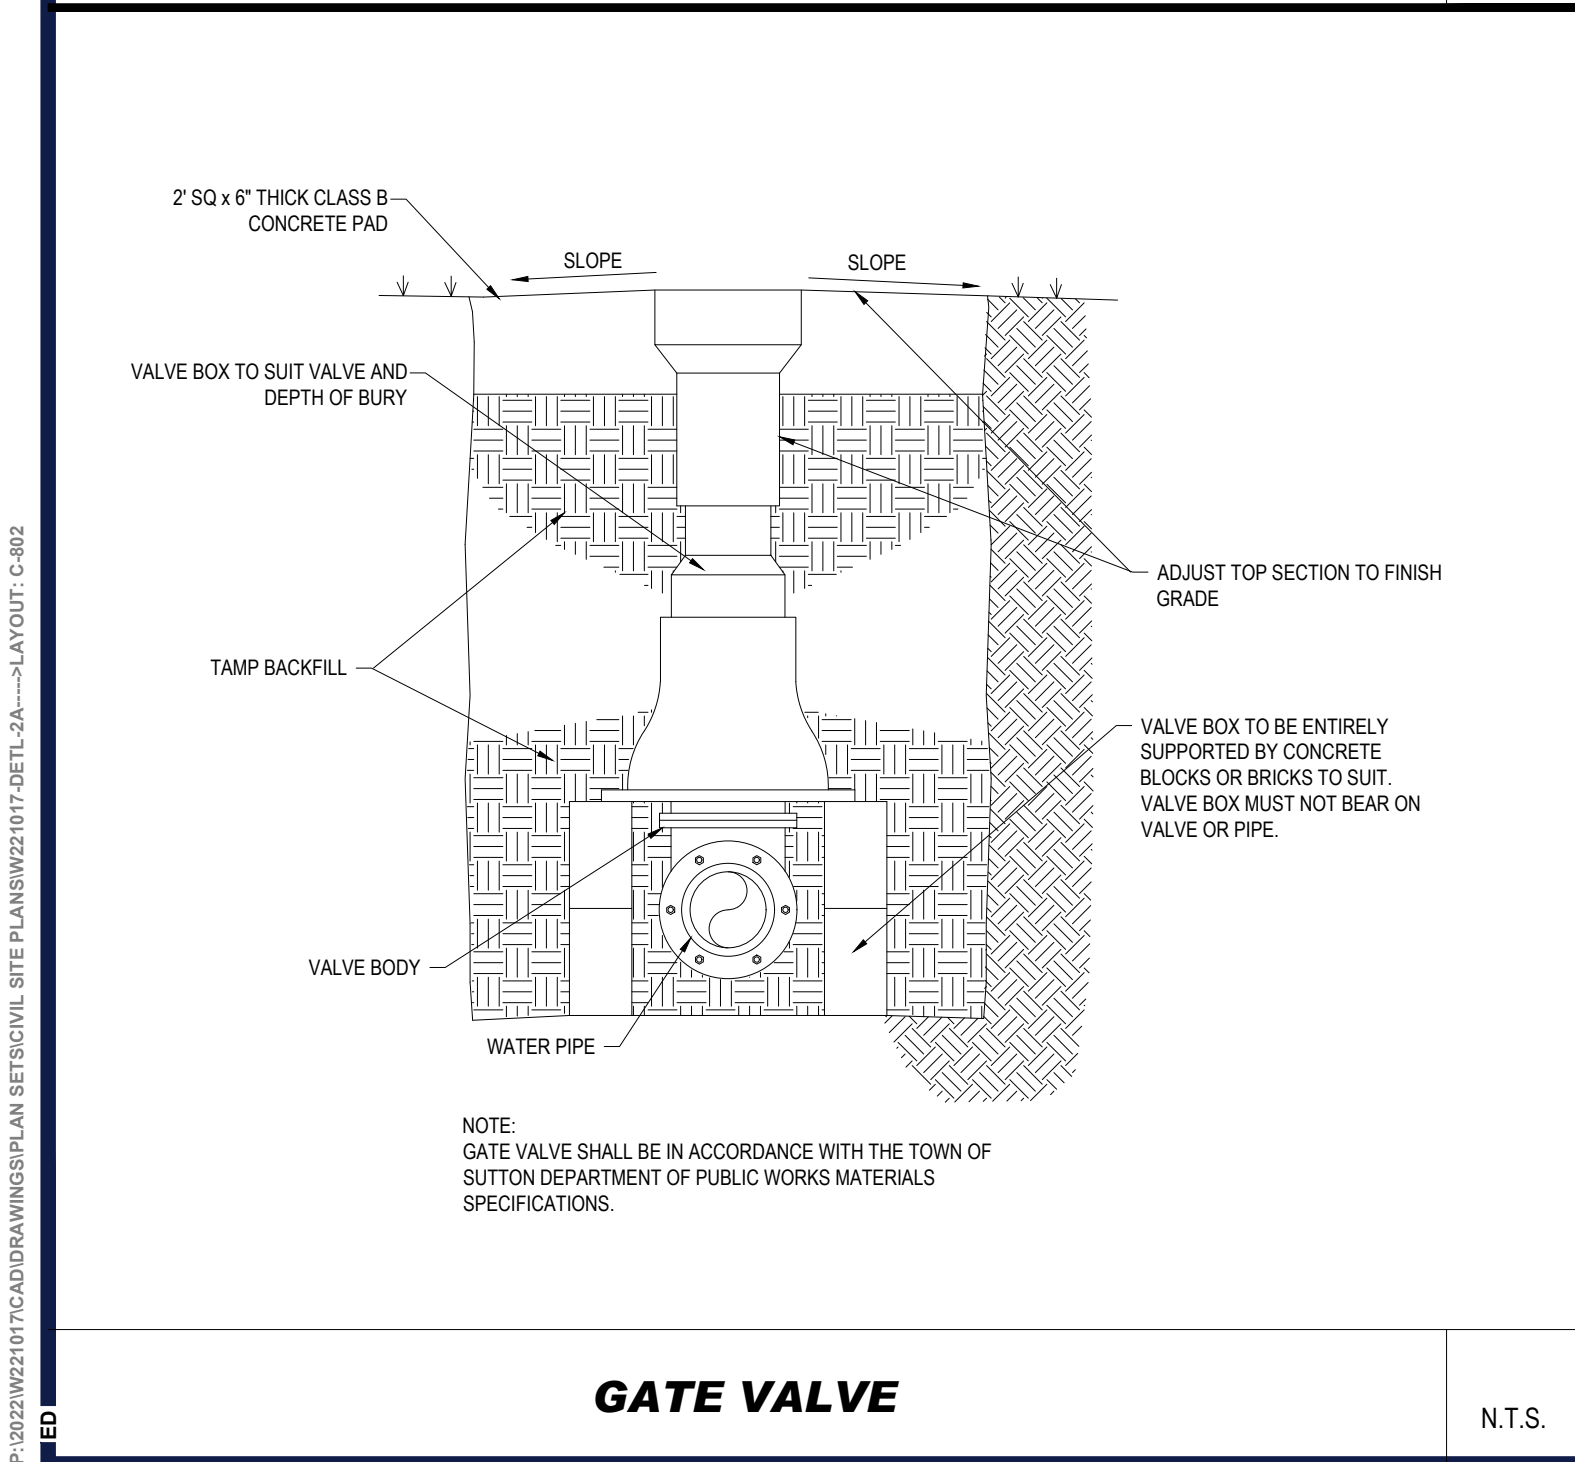 2' SQ x 6" THICK CLASS B
CONCRETE PAD
SLOPE
SLOPE
VALVE BOX TO SUIT VALVE AND
DEPTH OF BURY
ADJUST TOP SECTION TO FINISH
GRADE
TAMP BACKFILL
VALVE BOX TO BE ENTIRELY
SUPPORTED BY CONCRETE
BLOCKS OR BRICKS TO SUIT.
VALVE BOX MUST NOT BEAR ON
VALVE OR PIPE.
VALVE BODY
WATER PIPE
NOTE:
GATE VALVE SHALL BE IN ACCORDANCE WITH THE TOWN OF
SUTTON DEPARTMENT OF PUBLIC WORKS MATERIALS
SPECIFICATIONS.
GATE VALVE
N.T.S.
P:\2022\W221017\CAD\DRAWINGS\PLAN SETS\CIVIL SITE PLANS\W221017-DETL-2A---->LAYOUT: C-802
ED